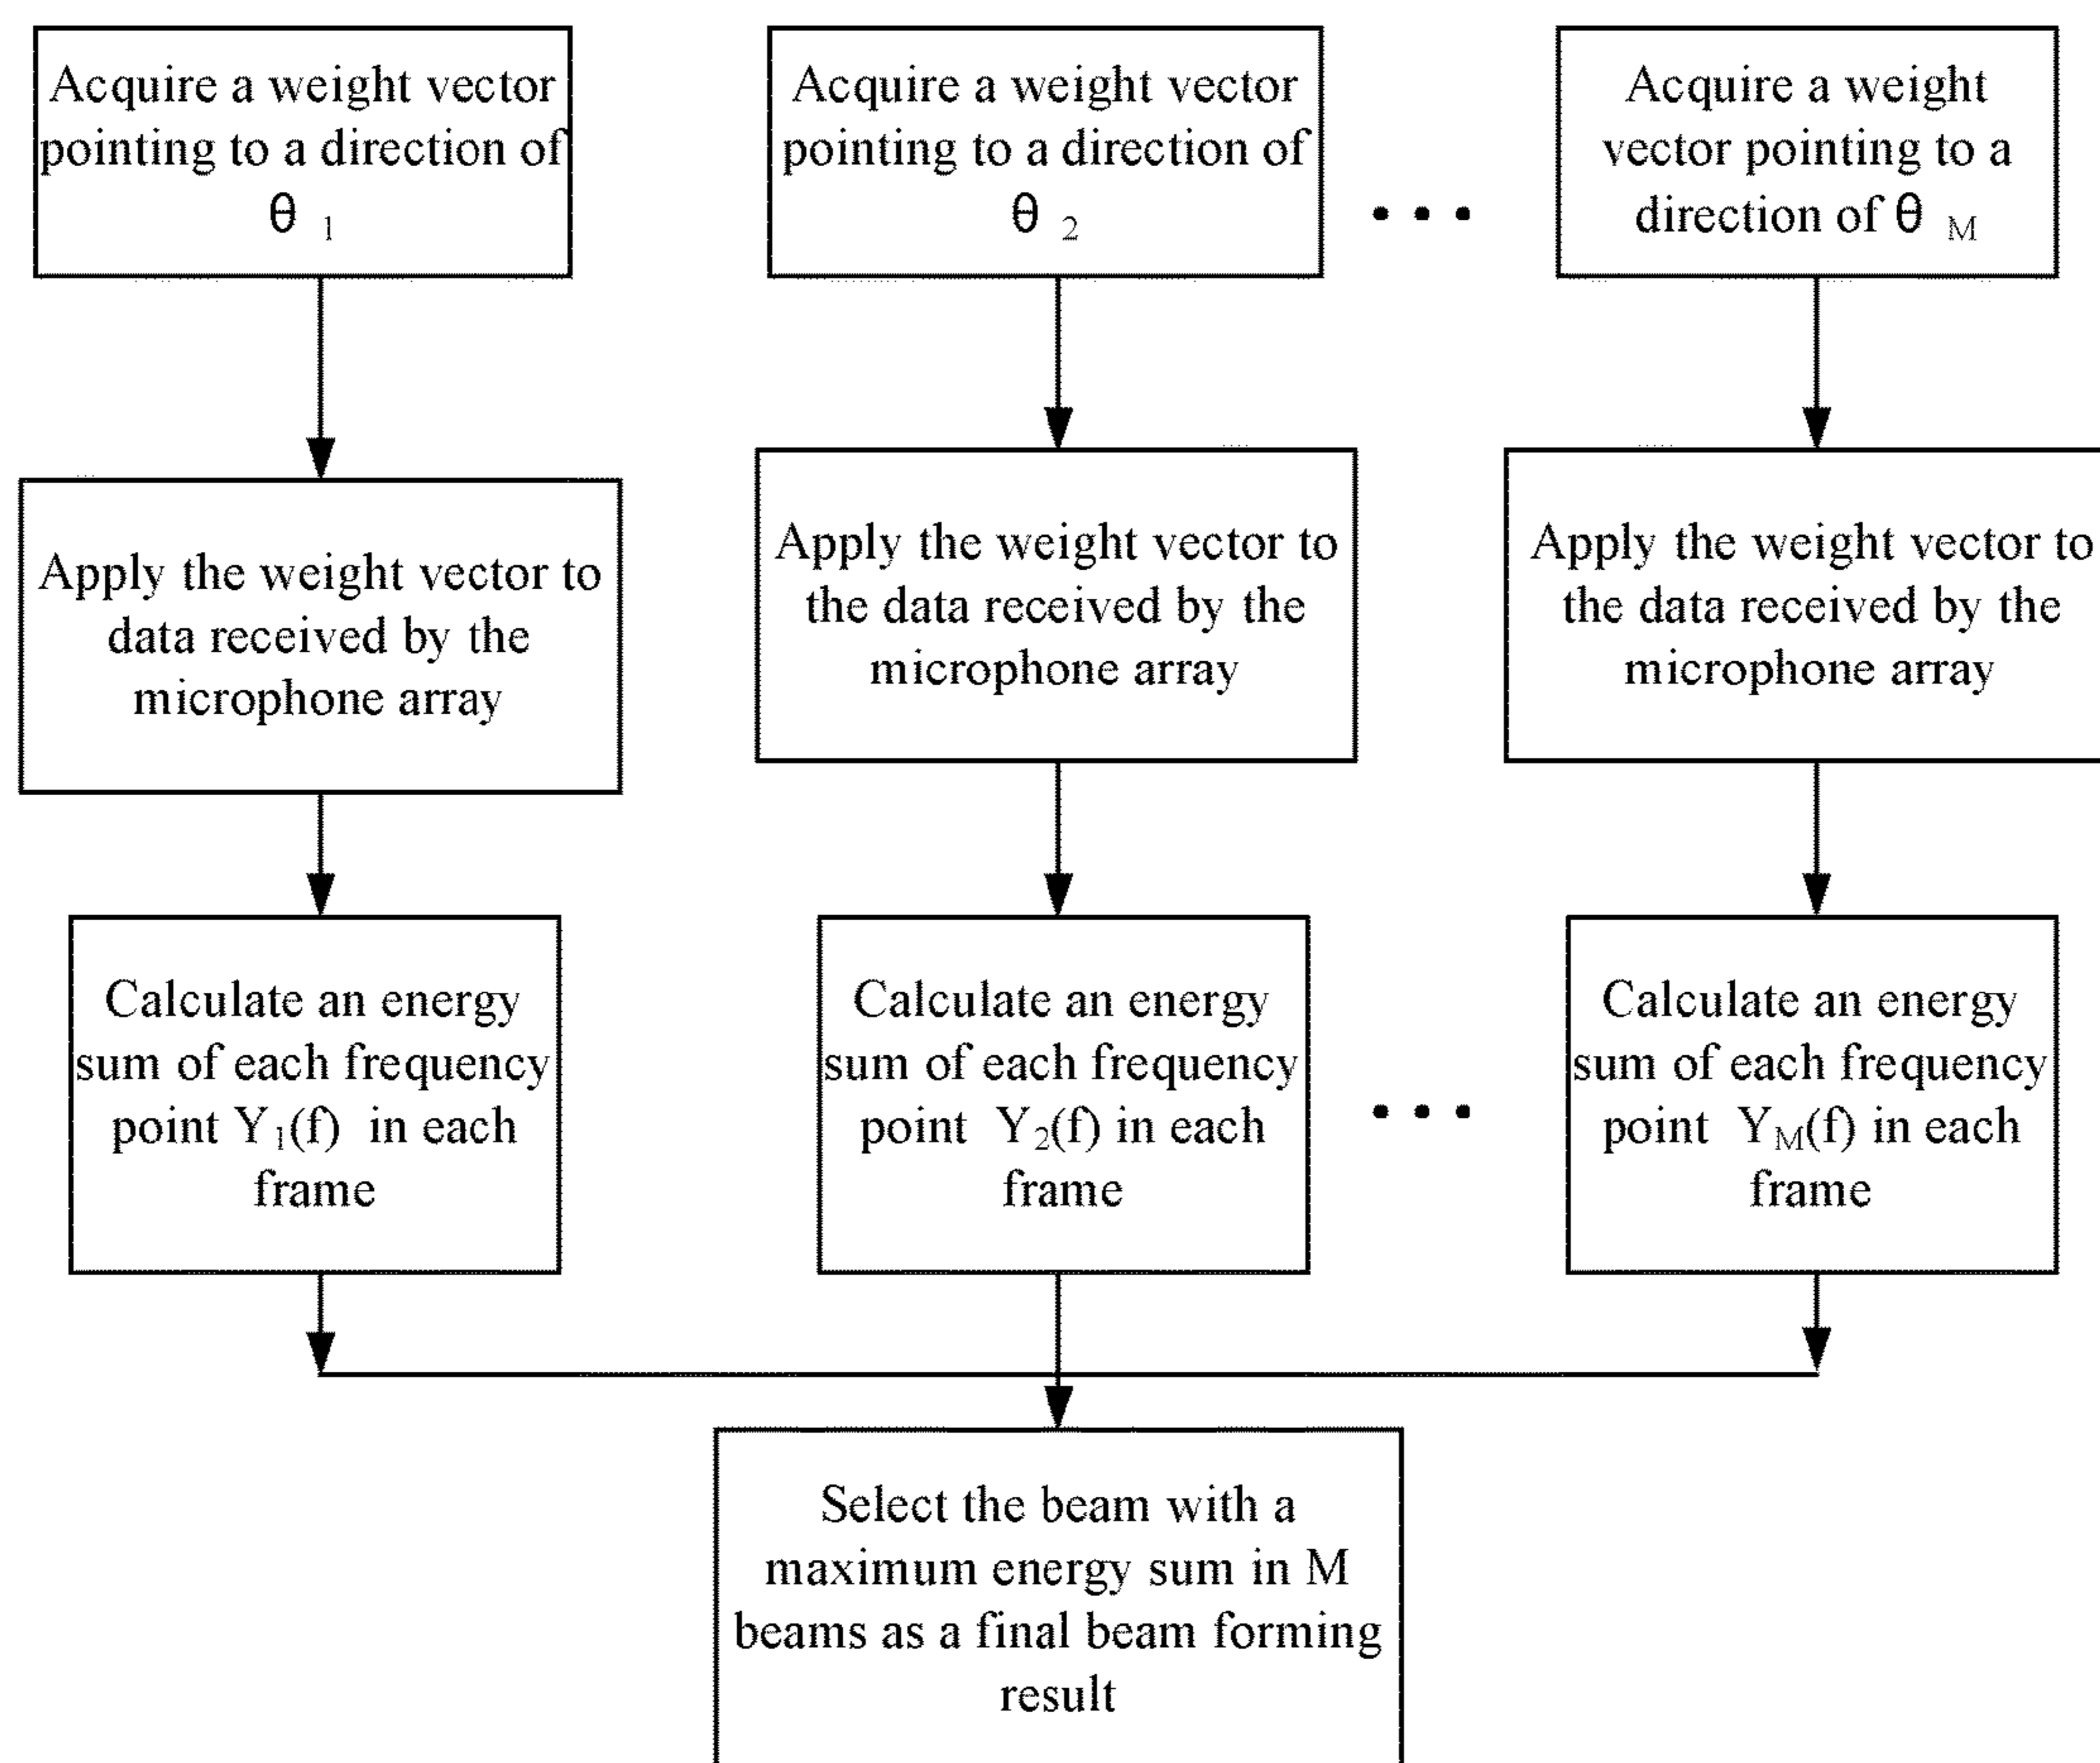 Acquire a weight vector
pointing to a direction of
θ 1
Acquire a weight vector
pointing to a direction of
θ 2
Acquire a weight
vector pointing to a
direction of θ M
Apply the weight vector to
data received by the
microphone array
Apply the weight vector to
the data received by the
microphone array
Apply the weight vector to
the data received by the
microphone array
Calculate an energy
sum of each frequency
point Y1(f) in each
frame
Calculate an energy
sum of each frequency
point Y2(f) in each
frame
Calculate an energy
sum of each frequency
point YM(f) in each
frame
Select the beam with a
maximum energy sum in M
beams as a final beam forming
result